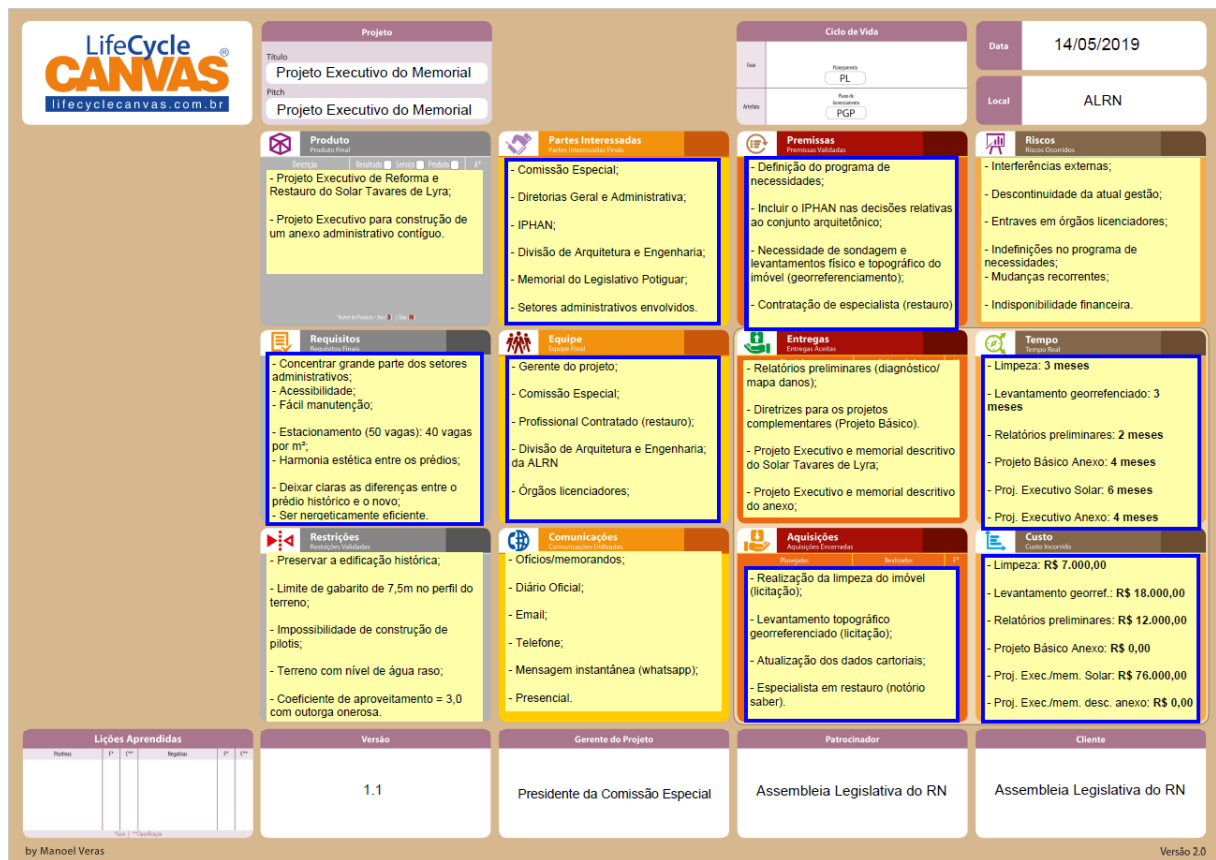 LifeCycle
CANVAS ®
lifecyclecanvas.com.br
Projeto
Título
Projeto Executivo do Memorial
Pitch
Projeto Executivo do Memorial
Ciclo de Vida
Fase
Planejamento
PL
Artefato
Plano de
Gerenciamento
PGP
Data
14/05/2019
Local
ALRN
Produto
Produto Final
Descrição Resultado Serviço Produto A*
- Projeto Executivo de Reforma e
Restauro do Solar Tavares de Lyra;
- Projeto Executivo para construção de
um anexo administrativo contíguo.
Partes Interessadas
Partes Interessadas Finais
- Comissão Especial;
- Diretorias Geral e Administrativa;
- IPHAN;
- Divisão de Arquitetura e Engenharia;
- Memorial do Legislativo Potiguar;
- Setores administrativos envolvidos.
Premissas
Premissas Validadas
- Definição do programa de
necessidades;
- Incluir o IPHAN nas decisões relativas
ao conjunto arquitetônico;
- Necessidade de sondagem e
levantamentos físico e topográfico do
imóvel (georreferenciamento);
- Contratação de especialista (restauro)
Riscos
Riscos Ocorridos
- Interferências externas;
- Descontinuidade da atual gestão;
- Entraves em órgãos licenciadores;
- Indefinições no programa de
necessidades;
- Mudanças recorrentes;
- Indisponibilidade financeira.
Requisitos
Requisitos Finais
- Concentrar grande parte dos setores
administrativos;
- Acessibilidade;
- Fácil manutenção;
- Estacionamento (50 vagas): 40 vagas
por m²;
- Harmonia estética entre os prédios;
- Deixar claras as diferenças entre o
prédio histórico e o novo;
- Ser nergeticamente eficiente.
Equipe
Equipe Final
- Gerente do projeto;
- Comissão Especial;
- Profissional Contratado (restauro);
- Divisão de Arquitetura e Engenharia;
da ALRN
- Órgãos licenciadores;
Entregas
Entregas Aceitas
- Relatórios preliminares (diagnóstico/
mapa danos);
- Diretrizes para os projetos
complementares (Projeto Básico).
- Projeto Executivo e memorial descritivo
do Solar Tavares de Lyra;
- Projeto Executivo e memorial descritivo
do anexo;
Tempo
Tempo Real
- Limpeza: 3 meses
- Levantamento georrefenciado: 3
meses
- Relatórios preliminares: 2 meses
- Projeto Básico Anexo: 4 meses
- Proj. Executivo Solar: 6 meses
- Proj. Executivo Anexo: 4 meses
Restrições
Restrições Validadas
- Preservar a edificação histórica;
- Limite de gabarito de 7,5m no perfil do
terreno;
- Impossibilidade de construção de
pilotis;
- Terreno com nível de água raso;
- Coeficiente de aproveitamento = 3,0
com outorga onerosa.
Comunicações
Comunicações Utilizadas
- Ofícios/memorandos;
- Diário Oficial;
- Email;
- Telefone;
- Mensagem instantânea (whatsapp);
- Presencial.
Aquisições
Aquisições Encerradas
Planejadas Realizadas F*
- Realização da limpeza do imóvel
(licitação);
- Levantamento topográfico
georreferenciado (licitação);
- Atualização dos dados cartoriais;
- Especialista em restauro (notório
saber).
Custo
Custo Incorrido
- Limpeza: R$ 7.000,00
- Levantamento georref.: R$ 18.000,00
- Relatórios preliminares: R$ 12.000,00
- Projeto Básico Anexo: R$ 0,00
- Proj. Exec./mem. Solar: R$ 76.000,00
- Proj. Exec./mem. desc. anexo: R$ 0,00
Lições Aprendidas
Positivas F* C** Negativas F* C**
*Fase | **Classificação
Versão
1.1
Gerente do Projeto
Presidente da Comissão Especial
Patrocinador
Assembleia Legislativa do RN
Cliente
Assembleia Legislativa do RN
by Manoel Veras
Versão 2.0